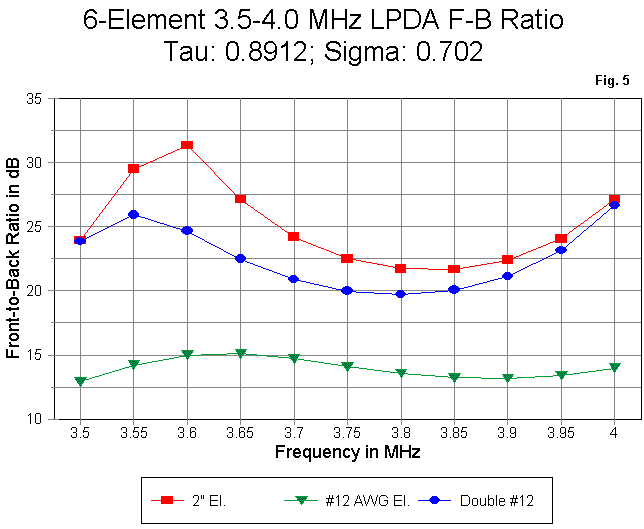 6-Element 3.5-4.0 MHz LPDA F-B Ratio
Tau: 0.8912; Sigma: 0.702
Fig. 5
Front-to-Back Ratio in dB
35
30
25
20
15
10
3.5 3.55 3.6 3.65 3.7 3.75 3.8 3.85 3.9 3.95 4
Frequency in MHz
2" El. #12 AWG El. Double #12